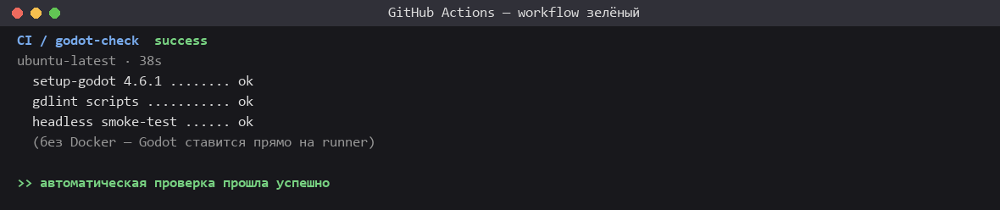 GitHub Actions — workflow зелёный
CI / godot-check success
ubuntu-latest · 38s
setup-godot 4.6.1 ........ ok
gdlint scripts ........... ok
headless smoke-test ...... ok
(без Docker — Godot ставится прямо на runner)
>> автоматическая проверка прошла успешно